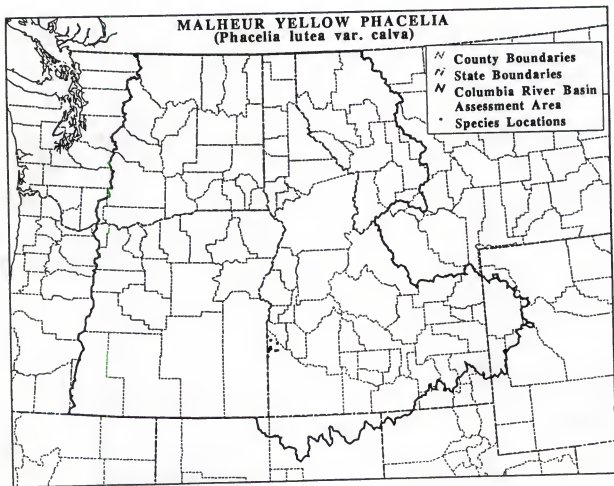 MALHEUR YELLOW PHACELIA
(Phacelia lutea var. calva)
County Boundaries
State Boundaries
Columbia River Basin
Assessment Area
Species Locations